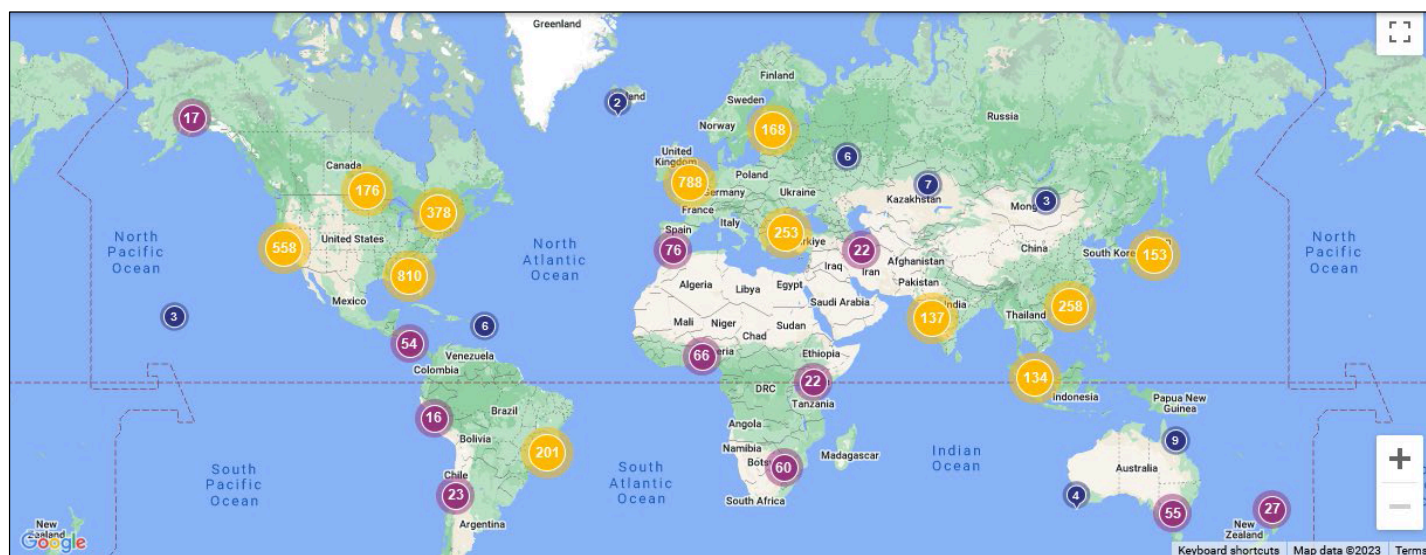 Greenland
Finland
2
Sweden
Norway
168
Russia
17
United
Kingdom
6
Canada
788
Poland
Germany
Ukraine
7
Kazakhstan
3
176
France
378
Italy
Spain
North
Pacific
Ocean
558
United States
North
Atlantic
Ocean
76
253
22
Afghanistan
Iraq
Iran
China
South Korea
153
North
Pacific
Ocean
810
Pakistan
Algeria
Libya
Egypt
Saudi Arabia
Mexico
137
India
258
Thailand
3
6
Mali
Niger
Sudan
Chad
54
Venezuela
Colombia
66
Ethiopia
134
Indonesia
22
DRC
Tanzania
Papua New
Guinea
16
Brazil
Angola
Bolivia
9
201
Namibia
60
Madagascar
Indian
Ocean
Australia
South
Pacific
Ocean
Chile
South
Atlantic
Ocean
23
South Africa
4
55
27
New
Zealand
Argentina
New
Zealand
+
−
Google
Keyboard shortcuts
Map data ©2023
Terms